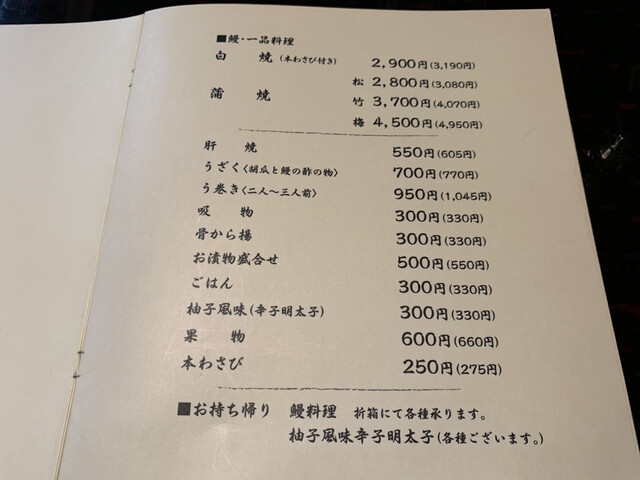 ■鰻・一品料理
白焼(本わさび付き) 2,900円(3,190円)
松 2,800円(3,080円)
蒲焼 竹 3,700円(4,070円)
梅 4,500円(4,950円)
肝焼 550円(605円)
うざく〈胡瓜と鰻の酢の物〉 700円(770円)
う巻き〈二人〜三人前〉 950円(1,045円)
吸物 300円(330円)
骨から揚 300円(330円)
お漬物盛合せ 500円(550円)
ごはん 300円(330円)
柚子風味(辛子明太子) 300円(330円)
果物 600円(660円)
本わさび 250円(275円)
■お持ち帰り 鰻料理 折箱にて各種承ります。
柚子風味辛子明太子(各種ございます。)